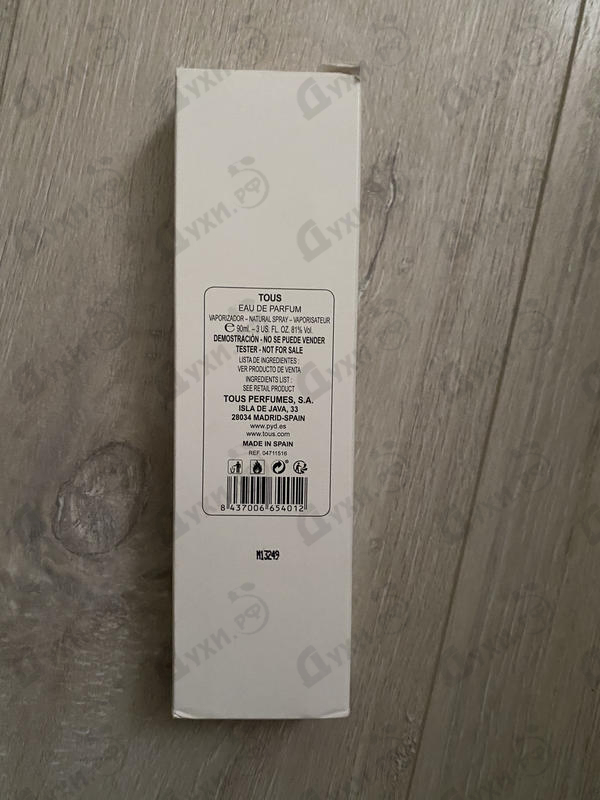 TOUS
EAU DE PARFUM
VAPORIZADOR – NATURAL SPRAY – VAPORISATEUR
℮ 90ml. – 3 US. FL. OZ. 81% Vol.
DEMOSTRACIÓN - NO SE PUEDE VENDER
TESTER - NOT FOR SALE
LISTA DE INGREDIENTES :
VER PRODUCTO DE VENTA
INGREDIENTS LIST :
SEE RETAIL PRODUCT
TOUS PERFUMES, S.A.
ISLA DE JAVA, 33
28034 MADRID-SPAIN
www.pyd.es
www.tous.com
MADE IN SPAIN
REF. 04711516
8 437006 654012
M13249
Духи.рф